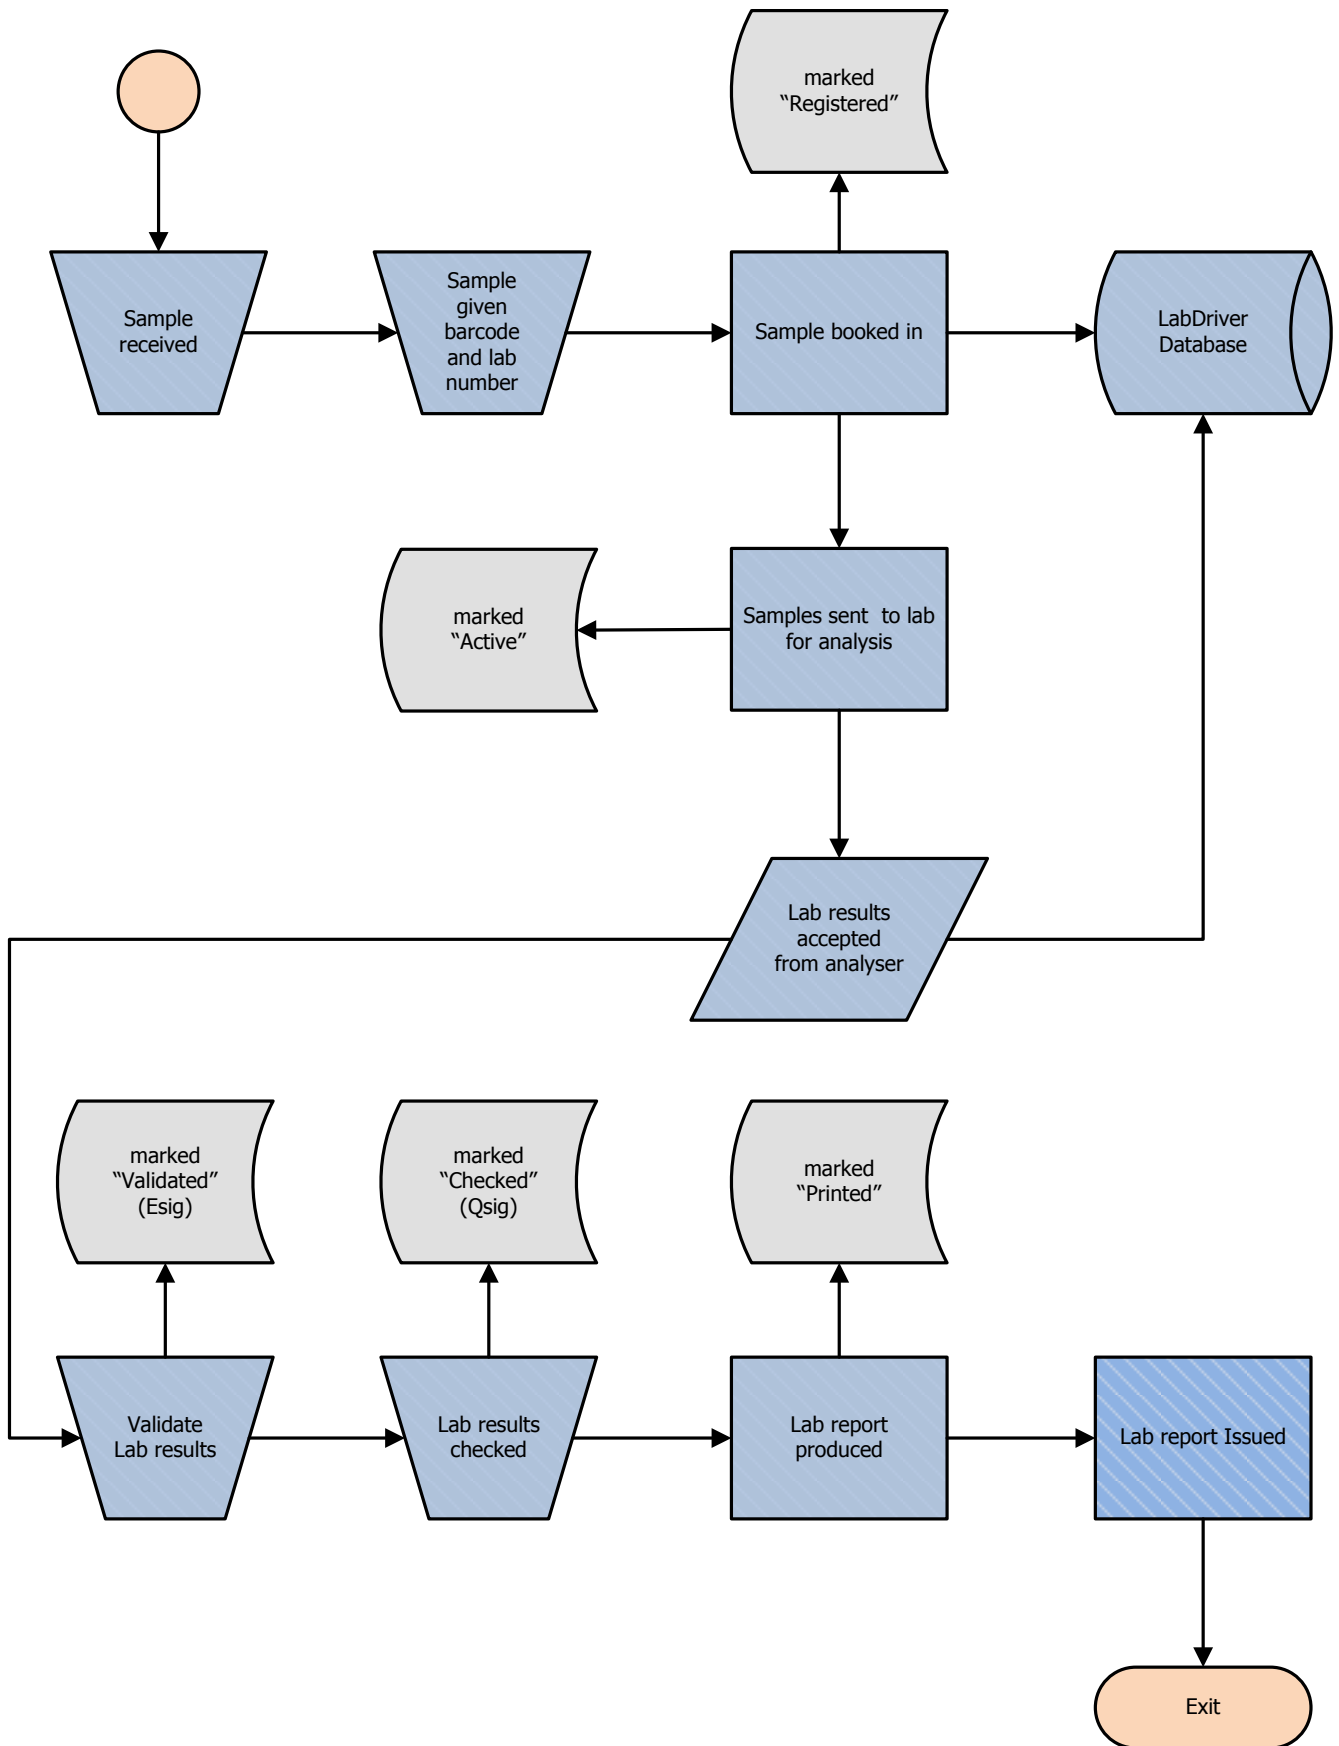 marked
“Registered”
Sample
received
Sample
given
barcode
and lab
number
Sample booked in
LabDriver
Database
marked
“Active”
Samples sent  to lab
for analysis
Lab results
accepted
from analyser
marked
“Validated”
(Esig)
marked
“Checked”
(Qsig)
marked
“Printed”
Validate
Lab results
Lab results
checked
Lab report
produced
Lab report Issued
Exit